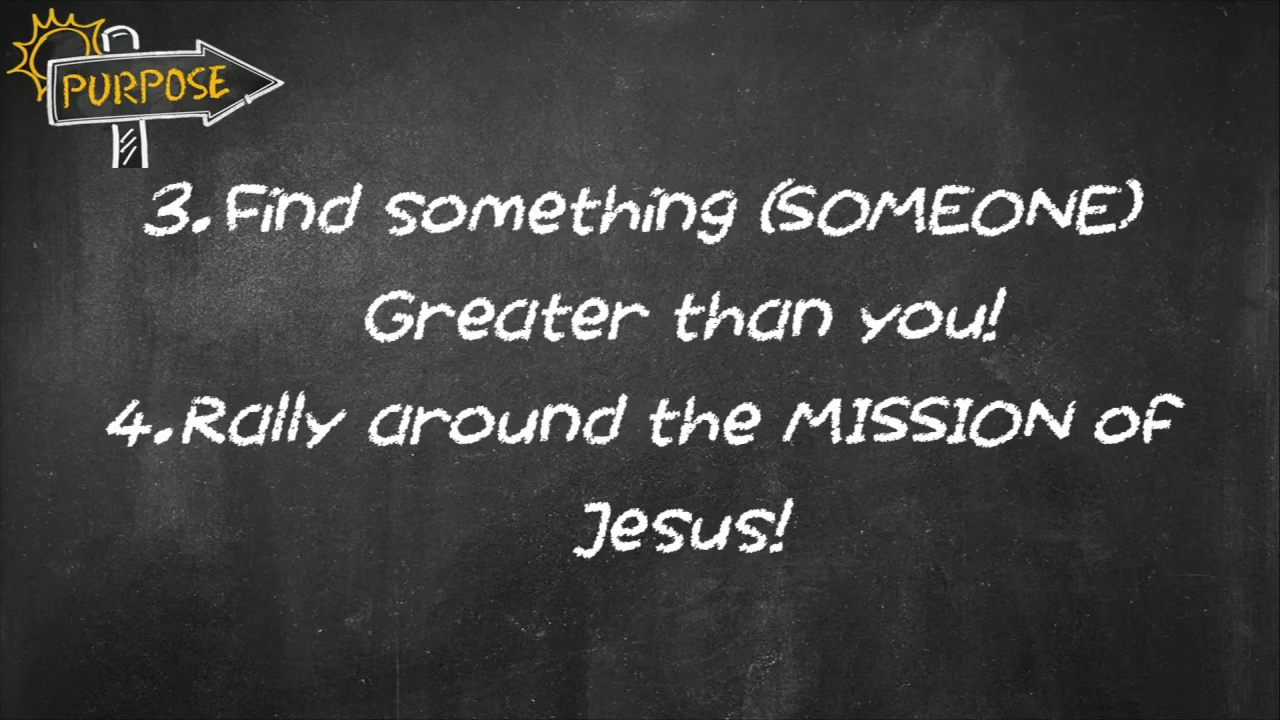 PURPOSE
3. Find something (SOMEONE)
Greater than you!
4. Rally around the MISSION of
Jesus!